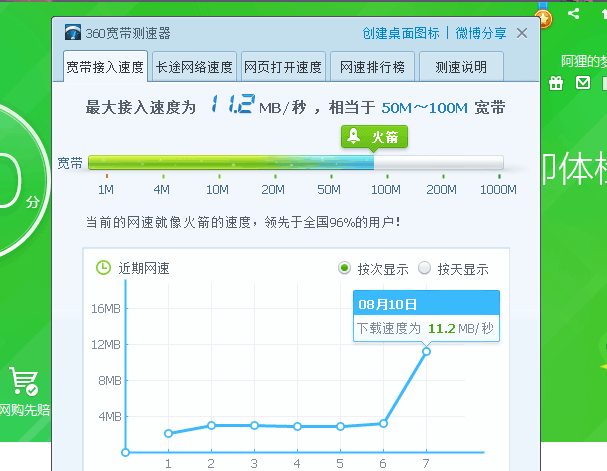 360宽带测速器 创建桌面图标 | 微博分享
宽带接入速度 长途网络速度 网页打开速度 网速排行榜 测速说明
阿狸的梦
最大接入速度为 11.2 MB/秒 ，相当于 50M～100M 宽带
火箭
宽带
1M 4M 10M 20M 50M 100M 200M 1000M
即体检
分
当前的网速就像火箭的速度，领先于全国96%的用户！
近期网速 按次显示 按天显示
08月10日
下载速度为 11.2MB/秒
16MB
12MB
8MB
4MB
网购先赔
1 2 3 4 5 6 7